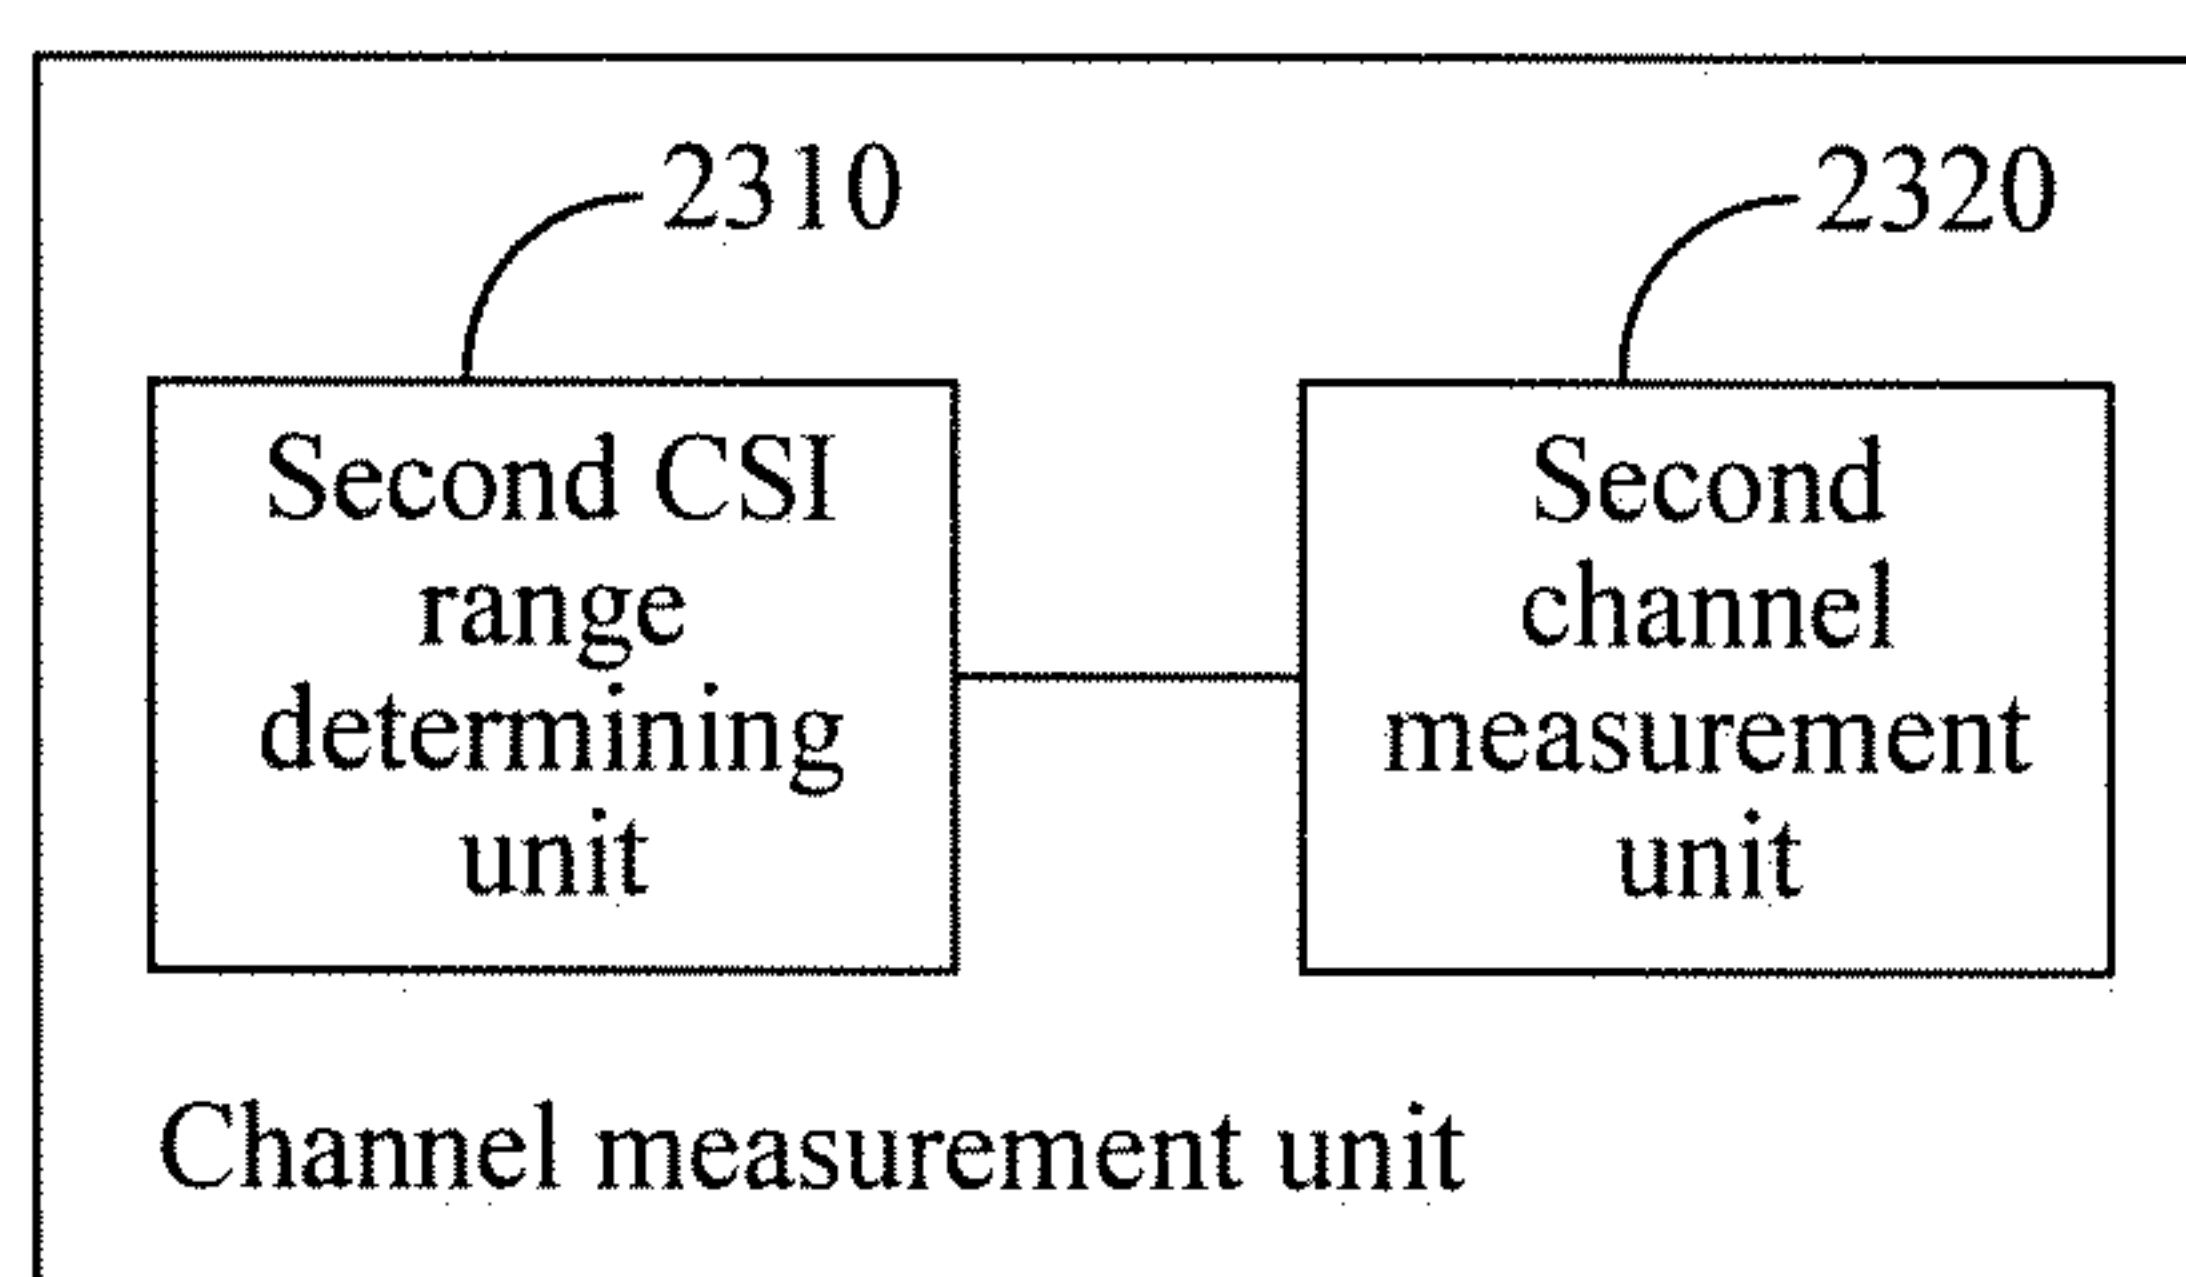 2310
2320
Second CSI
range
determining
unit
Second
channel
measurement
unit
Channel measurement unit